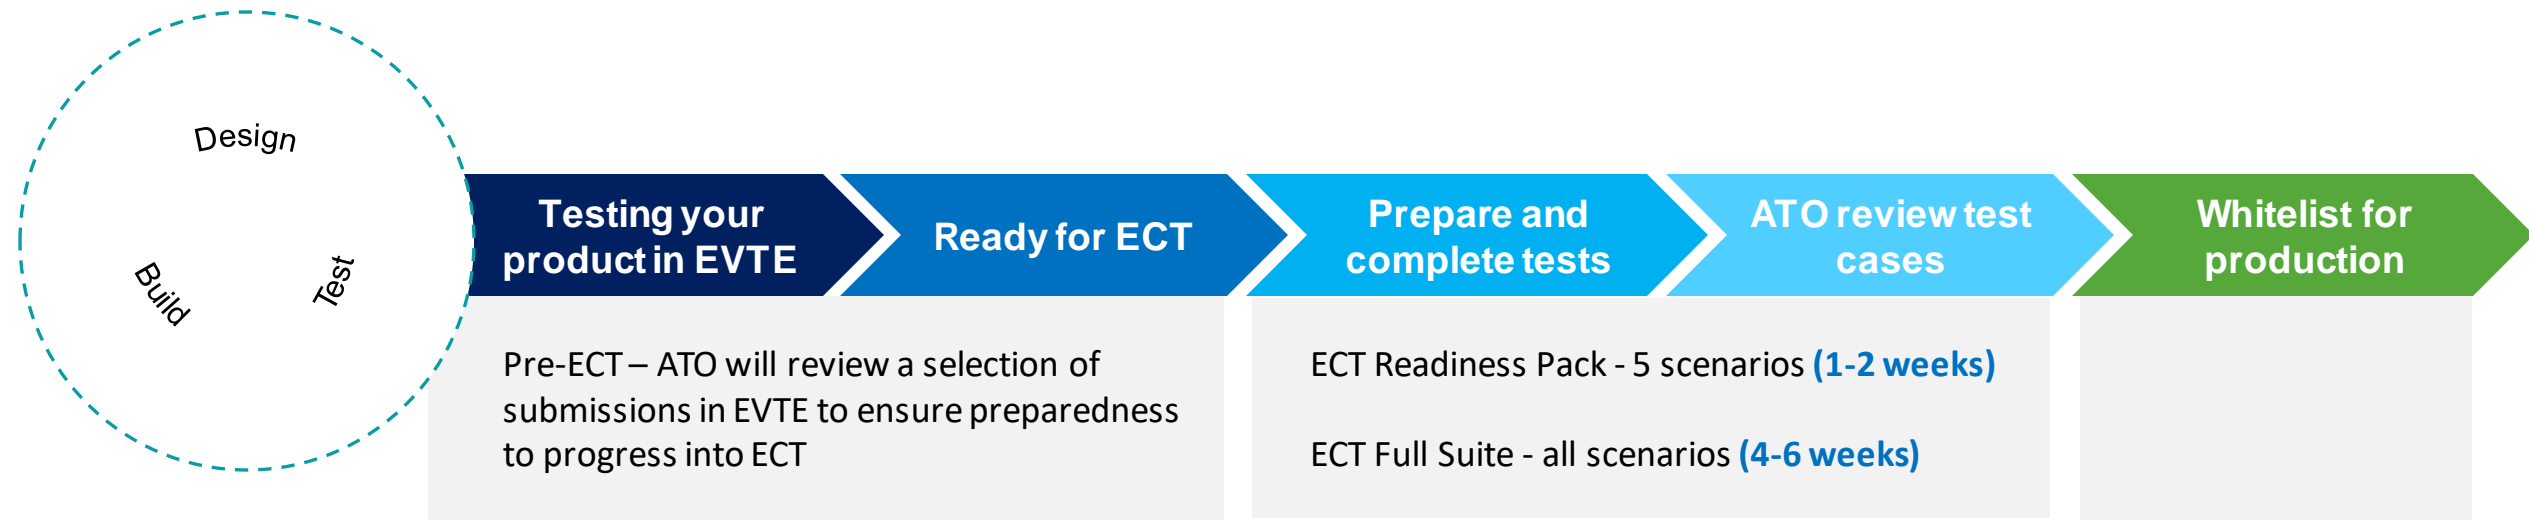 Design
Build
Test
Testing your
product in EVTE
Ready for ECT
Prepare and
complete tests
ATO review test
cases
Whitelist for
production
Pre-ECT – ATO will review a selection of
submissions in EVTE to ensure preparedness
to progress into ECT
ECT Readiness Pack - 5 scenarios (1-2 weeks)
ECT Full Suite - all scenarios (4-6 weeks)